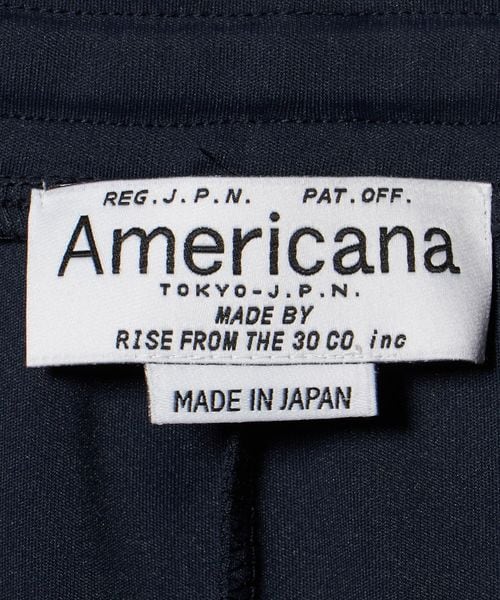 REG. J.P.N. PAT. OFF.
Americana
TOKYO-J.P.N.
MADE BY
RISE FROM THE 30 CO. inc
MADE IN JAPAN